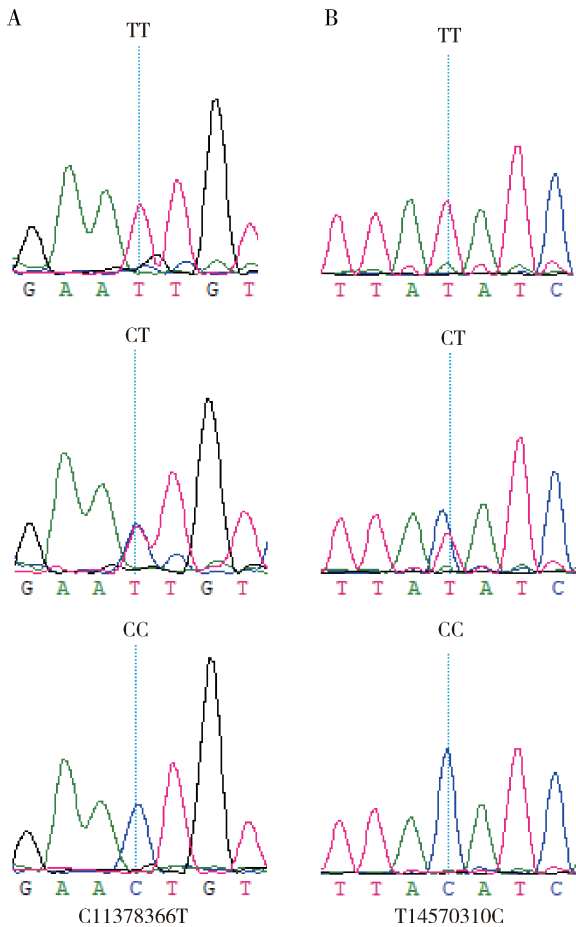 A
B
TT
TT
G A A T T G T
T T A T A T C
CT
CT
G A A T T G T
T T A T A T C
CC
CC
G A A C T G T
T T A C A T C
C11378366T
T14570310C